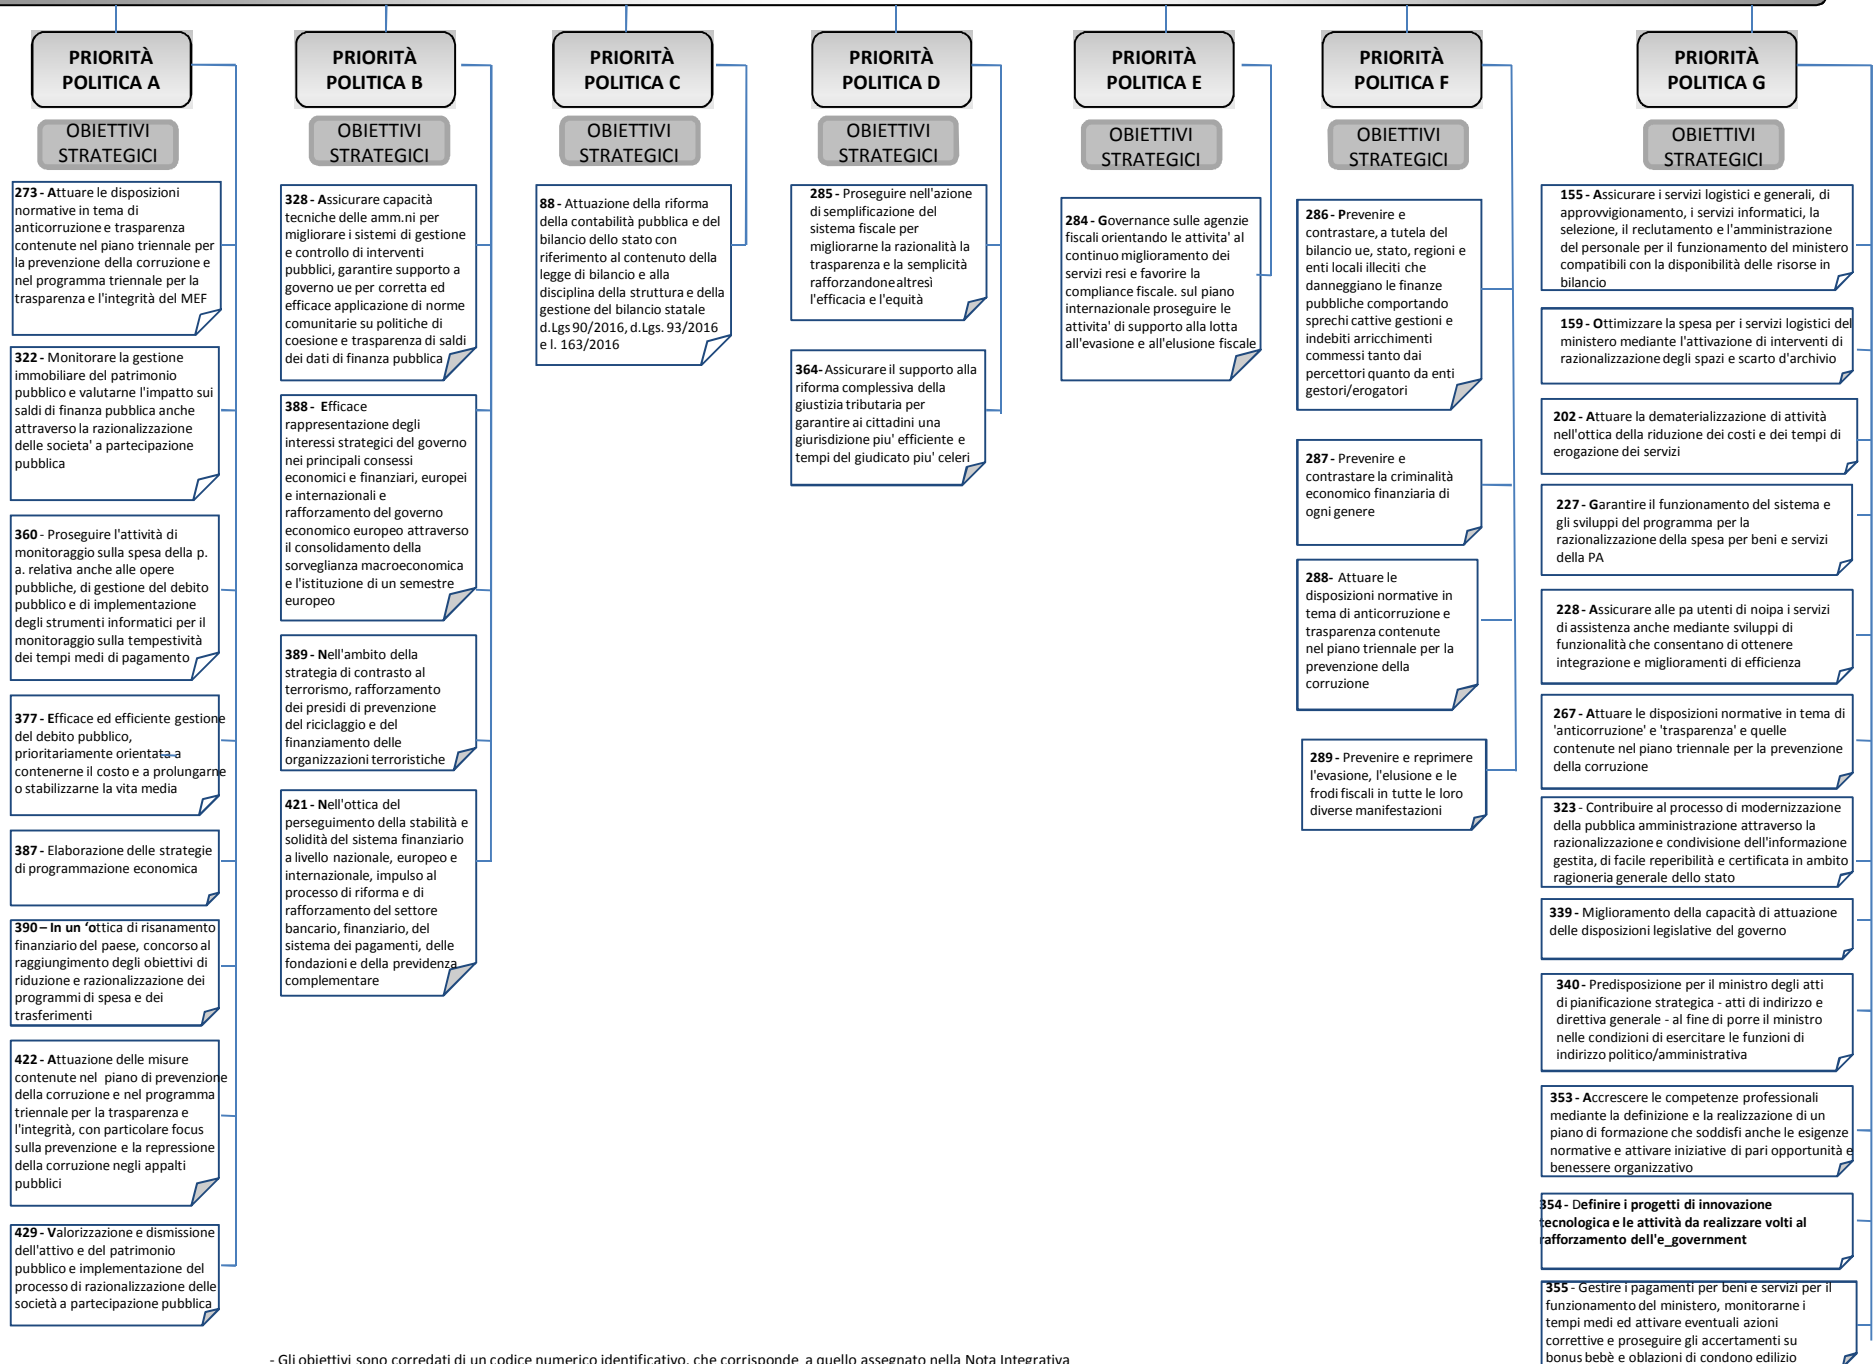 PRIORITÀ
POLITICA A
OBIETTIVI
STRATEGICI
273 - Attuare le disposizioni
normative in tema di
anticorruzione e trasparenza
contenute nel piano triennale per
la prevenzione della corruzione e
nel programma triennale per la
trasparenza e l'integrità del MEF
322 - Monitorare la gestione
immobiliare del patrimonio
pubblico e valutarne l'impatto sui
saldi di finanza pubblica anche
attraverso la razionalizzazione
delle societa' a partecipazione
pubblica
360 - Proseguire l'attività di
monitoraggio sulla spesa della p.
a. relativa anche alle opere
pubbliche, di gestione del debito
pubblico e di implementazione
degli strumenti informatici per il
monitoraggio sulla tempestività
dei tempi medi di pagamento
377 - Efficace ed efficiente gestione
del debito pubblico,
prioritariamente orientata a
contenerne il costo e a prolungarne
o stabilizzarne la vita media
387 - Elaborazione delle strategie
di programmazione economica
390 – In un 'ottica di risanamento
finanziario del paese, concorso al
raggiungimento degli obiettivi di
riduzione e razionalizzazione dei
programmi di spesa e dei
trasferimenti
422 - Attuazione delle misure
contenute nel piano di prevenzione
della corruzione e nel programma
triennale per la trasparenza e
l'integrità, con particolare focus
sulla prevenzione e la repressione
della corruzione negli appalti
pubblici
429 - Valorizzazione e dismissione
dell'attivo e del patrimonio
pubblico e implementazione del
processo di razionalizzazione delle
società a partecipazione pubblica
PRIORITÀ
POLITICA B
OBIETTIVI
STRATEGICI
328 - Assicurare capacità
tecniche delle amm.ni per
migliorare i sistemi di gestione
e controllo di interventi
pubblici, garantire supporto a
governo ue per corretta ed
efficace applicazione di norme
comunitarie su politiche di
coesione e trasparenza di saldi
dei dati di finanza pubblica
388 - Efficace
rappresentazione degli
interessi strategici del governo
nei principali consessi
economici e finanziari, europei
e internazionali e
rafforzamento del governo
economico europeo attraverso
il consolidamento della
sorveglianza macroeconomica
e l'istituzione di un semestre
europeo
389 - Nell'ambito della
strategia di contrasto al
terrorismo, rafforzamento
dei presidi di prevenzione
del riciclaggio e del
finanziamento delle
organizzazioni terroristiche
421 - Nell'ottica del
perseguimento della stabilità e
solidità del sistema finanziario
a livello nazionale, europeo e
internazionale, impulso al
processo di riforma e di
rafforzamento del settore
bancario, finanziario, del
sistema dei pagamenti, delle
fondazioni e della previdenza
complementare
PRIORITÀ
POLITICA C
OBIETTIVI
STRATEGICI
88 - Attuazione della riforma
della contabilità pubblica e del
bilancio dello stato con
riferimento al contenuto della
legge di bilancio e alla
disciplina della struttura e della
gestione del bilancio statale
d.Lgs 90/2016, d.Lgs. 93/2016
e l. 163/2016
PRIORITÀ
POLITICA D
OBIETTIVI
STRATEGICI
285 - Proseguire nell'azione
di semplificazione del
sistema fiscale per
migliorarne la razionalità la
trasparenza e la semplicità
rafforzandone altresì
l'efficacia e l'equità
364- Assicurare il supporto alla
riforma complessiva della
giustizia tributaria per
garantire ai cittadini una
giurisdizione piu' efficiente e
tempi del giudicato piu' celeri
PRIORITÀ
POLITICA E
OBIETTIVI
STRATEGICI
284 - Governance sulle agenzie
fiscali orientando le attivita' al
continuo miglioramento dei
servizi resi e favorire la
compliance fiscale. sul piano
internazionale proseguire le
attivita' di supporto alla lotta
all'evasione e all'elusione fiscale
PRIORITÀ
POLITICA F
OBIETTIVI
STRATEGICI
286 - Prevenire e
contrastare, a tutela del
bilancio ue, stato, regioni e
enti locali illeciti che
danneggiano le finanze
pubbliche comportando
sprechi cattive gestioni e
indebiti arricchimenti
commessi tanto dai
percettori quanto da enti
gestori/erogatori
287 - Prevenire e
contrastare la criminalità
economico finanziaria di
ogni genere
288- Attuare le
disposizioni normative in
tema di anticorruzione e
trasparenza contenute
nel piano triennale per la
prevenzione della
corruzione
289 - Prevenire e reprimere
l'evasione, l'elusione e le
frodi fiscali in tutte le loro
diverse manifestazioni
PRIORITÀ
POLITICA G
OBIETTIVI
STRATEGICI
155 - Assicurare i servizi logistici e generali, di
approvvigionamento, i servizi informatici, la
selezione, il reclutamento e l'amministrazione
del personale per il funzionamento del ministero
compatibili con la disponibilità delle risorse in
bilancio
159 - Ottimizzare la spesa per i servizi logistici del
ministero mediante l'attivazione di interventi di
razionalizzazione degli spazi e scarto d'archivio
202 - Attuare la dematerializzazione di attività
nell'ottica della riduzione dei costi e dei tempi di
erogazione dei servizi
227 - Garantire il funzionamento del sistema e
gli sviluppi del programma per la
razionalizzazione della spesa per beni e servizi
della PA
228 - Assicurare alle pa utenti di noipa i servizi
di assistenza anche mediante sviluppi di
funzionalità che consentano di ottenere
integrazione e miglioramenti di efficienza
267 - Attuare le disposizioni normative in tema di
'anticorruzione' e 'trasparenza' e quelle
contenute nel piano triennale per la prevenzione
della corruzione
323 - Contribuire al processo di modernizzazione
della pubblica amministrazione attraverso la
razionalizzazione e condivisione dell'informazione
gestita, di facile reperibilità e certificata in ambito
ragioneria generale dello stato
339 - Miglioramento della capacità di attuazione
delle disposizioni legislative del governo
340 - Predisposizione per il ministro degli atti
di pianificazione strategica - atti di indirizzo e
direttiva generale - al fine di porre il ministro
nelle condizioni di esercitare le funzioni di
indirizzo politico/amministrativa
353 - Accrescere le competenze professionali
mediante la definizione e la realizzazione di un
piano di formazione che soddisfi anche le esigenze
normative e attivare iniziative di pari opportunità e
benessere organizzativo
354 - Definire i progetti di innovazione
tecnologica e le attività da realizzare volti al
rafforzamento dell'e_government
355 - Gestire i pagamenti per beni e servizi per il
funzionamento del ministero, monitorarne i
tempi medi ed attivare eventuali azioni
correttive e proseguire gli accertamenti su
bonus bebè e oblazioni di condono edilizio
- Gli obiettivi sono corredati di un codice numerico identificativo, che corrisponde a quello assegnato nella Nota Integrativa